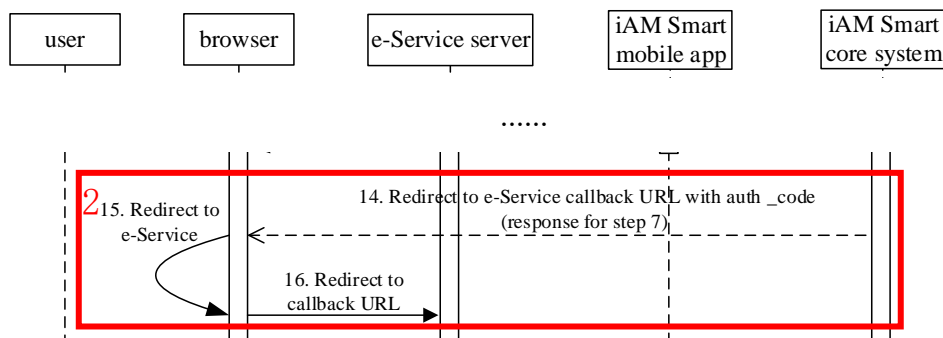 user
browser
e-Service server
iAM Smart
mobile app
iAM Smart
core system
......
2
14. Redirect to e-Service callback URL with auth _code
(response for step 7)
15. Redirect to
e-Service
16. Redirect to
callback URL